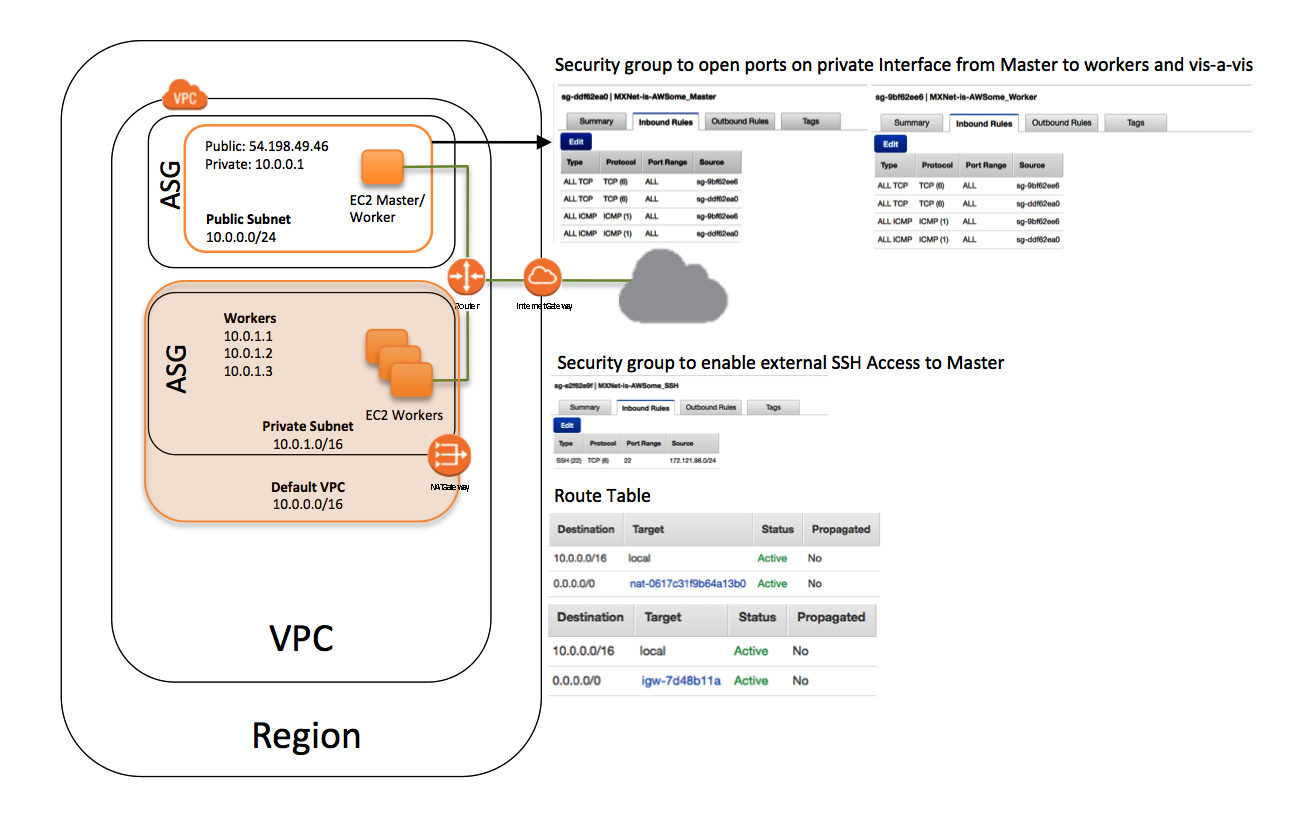 Security group to open ports on private Interface from Master to workers and vis-a-vis
VPC
ASG
Public: 54.198.49.46
Private: 10.0.0.1
EC2 Master/
Worker
Public Subnet
10.0.0.0/24
sg-ddf62ea0 | MXNet-is-AWSome_Master
Summary Inbound Rules Outbound Rules Tags
Edit
Type Protocol Port Range Source
ALL TCP TCP (6) ALL sg-9bf62ee6
ALL TCP TCP (6) ALL sg-ddf62ea0
ALL ICMP ICMP (1) ALL sg-9bf62ee6
ALL ICMP ICMP (1) ALL sg-ddf62ea0
sg-9bf62ee6 | MXNet-is-AWSome_Worker
Summary Inbound Rules Outbound Rules Tags
Edit
Type Protocol Port Range Source
ALL TCP TCP (6) ALL sg-9bf62ee6
ALL TCP TCP (6) ALL sg-ddf62ea0
ALL ICMP ICMP (1) ALL sg-9bf62ee6
ALL ICMP ICMP (1) ALL sg-ddf62ea0
Router
Internet Gateway
ASG
Workers
10.0.1.1
10.0.1.2
10.0.1.3
EC2 Workers
Private Subnet
10.0.1.0/16
NAT Gateway
Default VPC
10.0.0.0/16
VPC
Region
Security group to enable external SSH Access to Master
sg-e2f62e9f | MXNet-is-AWSome_SSH
Summary Inbound Rules Outbound Rules Tags
Edit
Type Protocol Port Range Source
SSH (22) TCP (6) 22 172.121.98.0/24
Route Table
Destination Target Status Propagated
10.0.0.0/16 local Active No
0.0.0.0/0 nat-0617c31f9b64a13b0 Active No
Destination Target Status Propagated
10.0.0.0/16 local Active No
0.0.0.0/0 igw-7d48b11a Active No